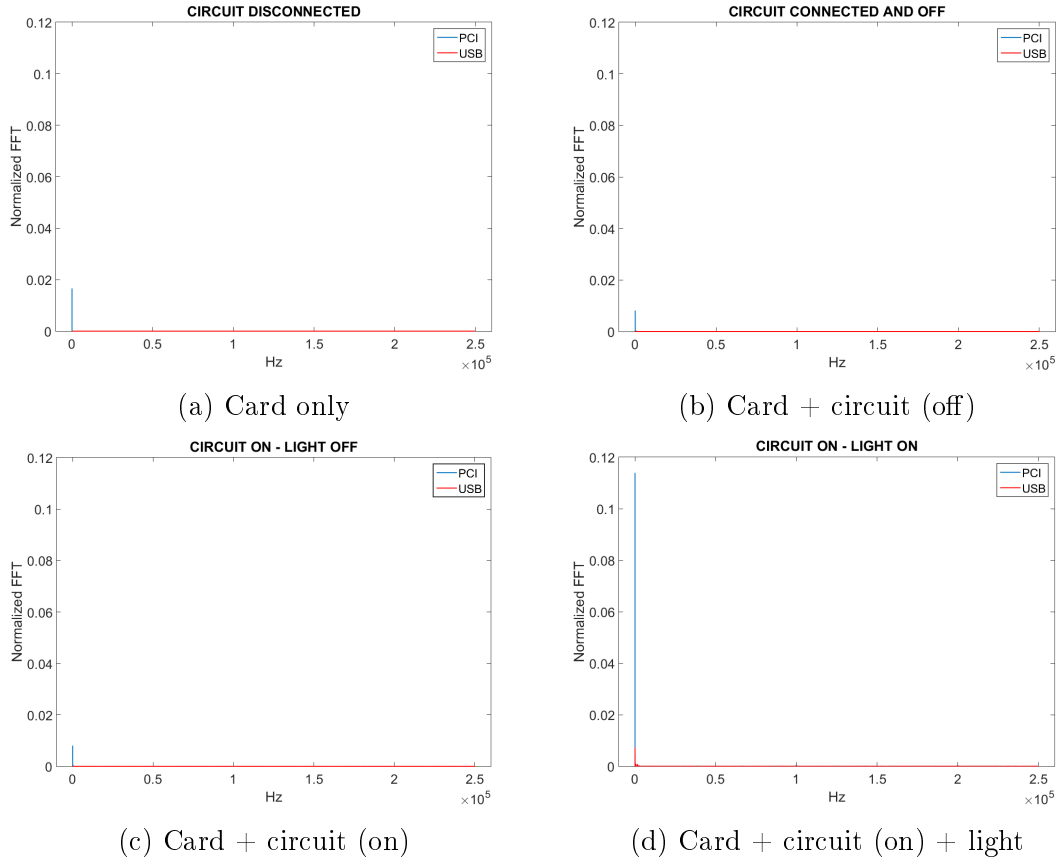 CIRCUIT DISCONNECTED
0.12
0.1
0.08
0.06
0.04
0.02
0
Normalized FFT
PCI
USB
0 0.5 1 1.5 2 2.5
Hz
×10^5
(a) Card only
CIRCUIT CONNECTED AND OFF
0.12
0.1
0.08
0.06
0.04
0.02
0
Normalized FFT
PCI
USB
0 0.5 1 1.5 2 2.5
Hz
×10^5
(b) Card + circuit (off)
CIRCUIT ON - LIGHT OFF
0.12
0.1
0.08
0.06
0.04
0.02
0
Normalized FFT
PCI
USB
0 0.5 1 1.5 2 2.5
Hz
×10^5
(c) Card + circuit (on)
CIRCUIT ON - LIGHT ON
0.12
0.1
0.08
0.06
0.04
0.02
0
Normalized FFT
PCI
USB
0 0.5 1 1.5 2 2.5
Hz
×10^5
(d) Card + circuit (on) + light